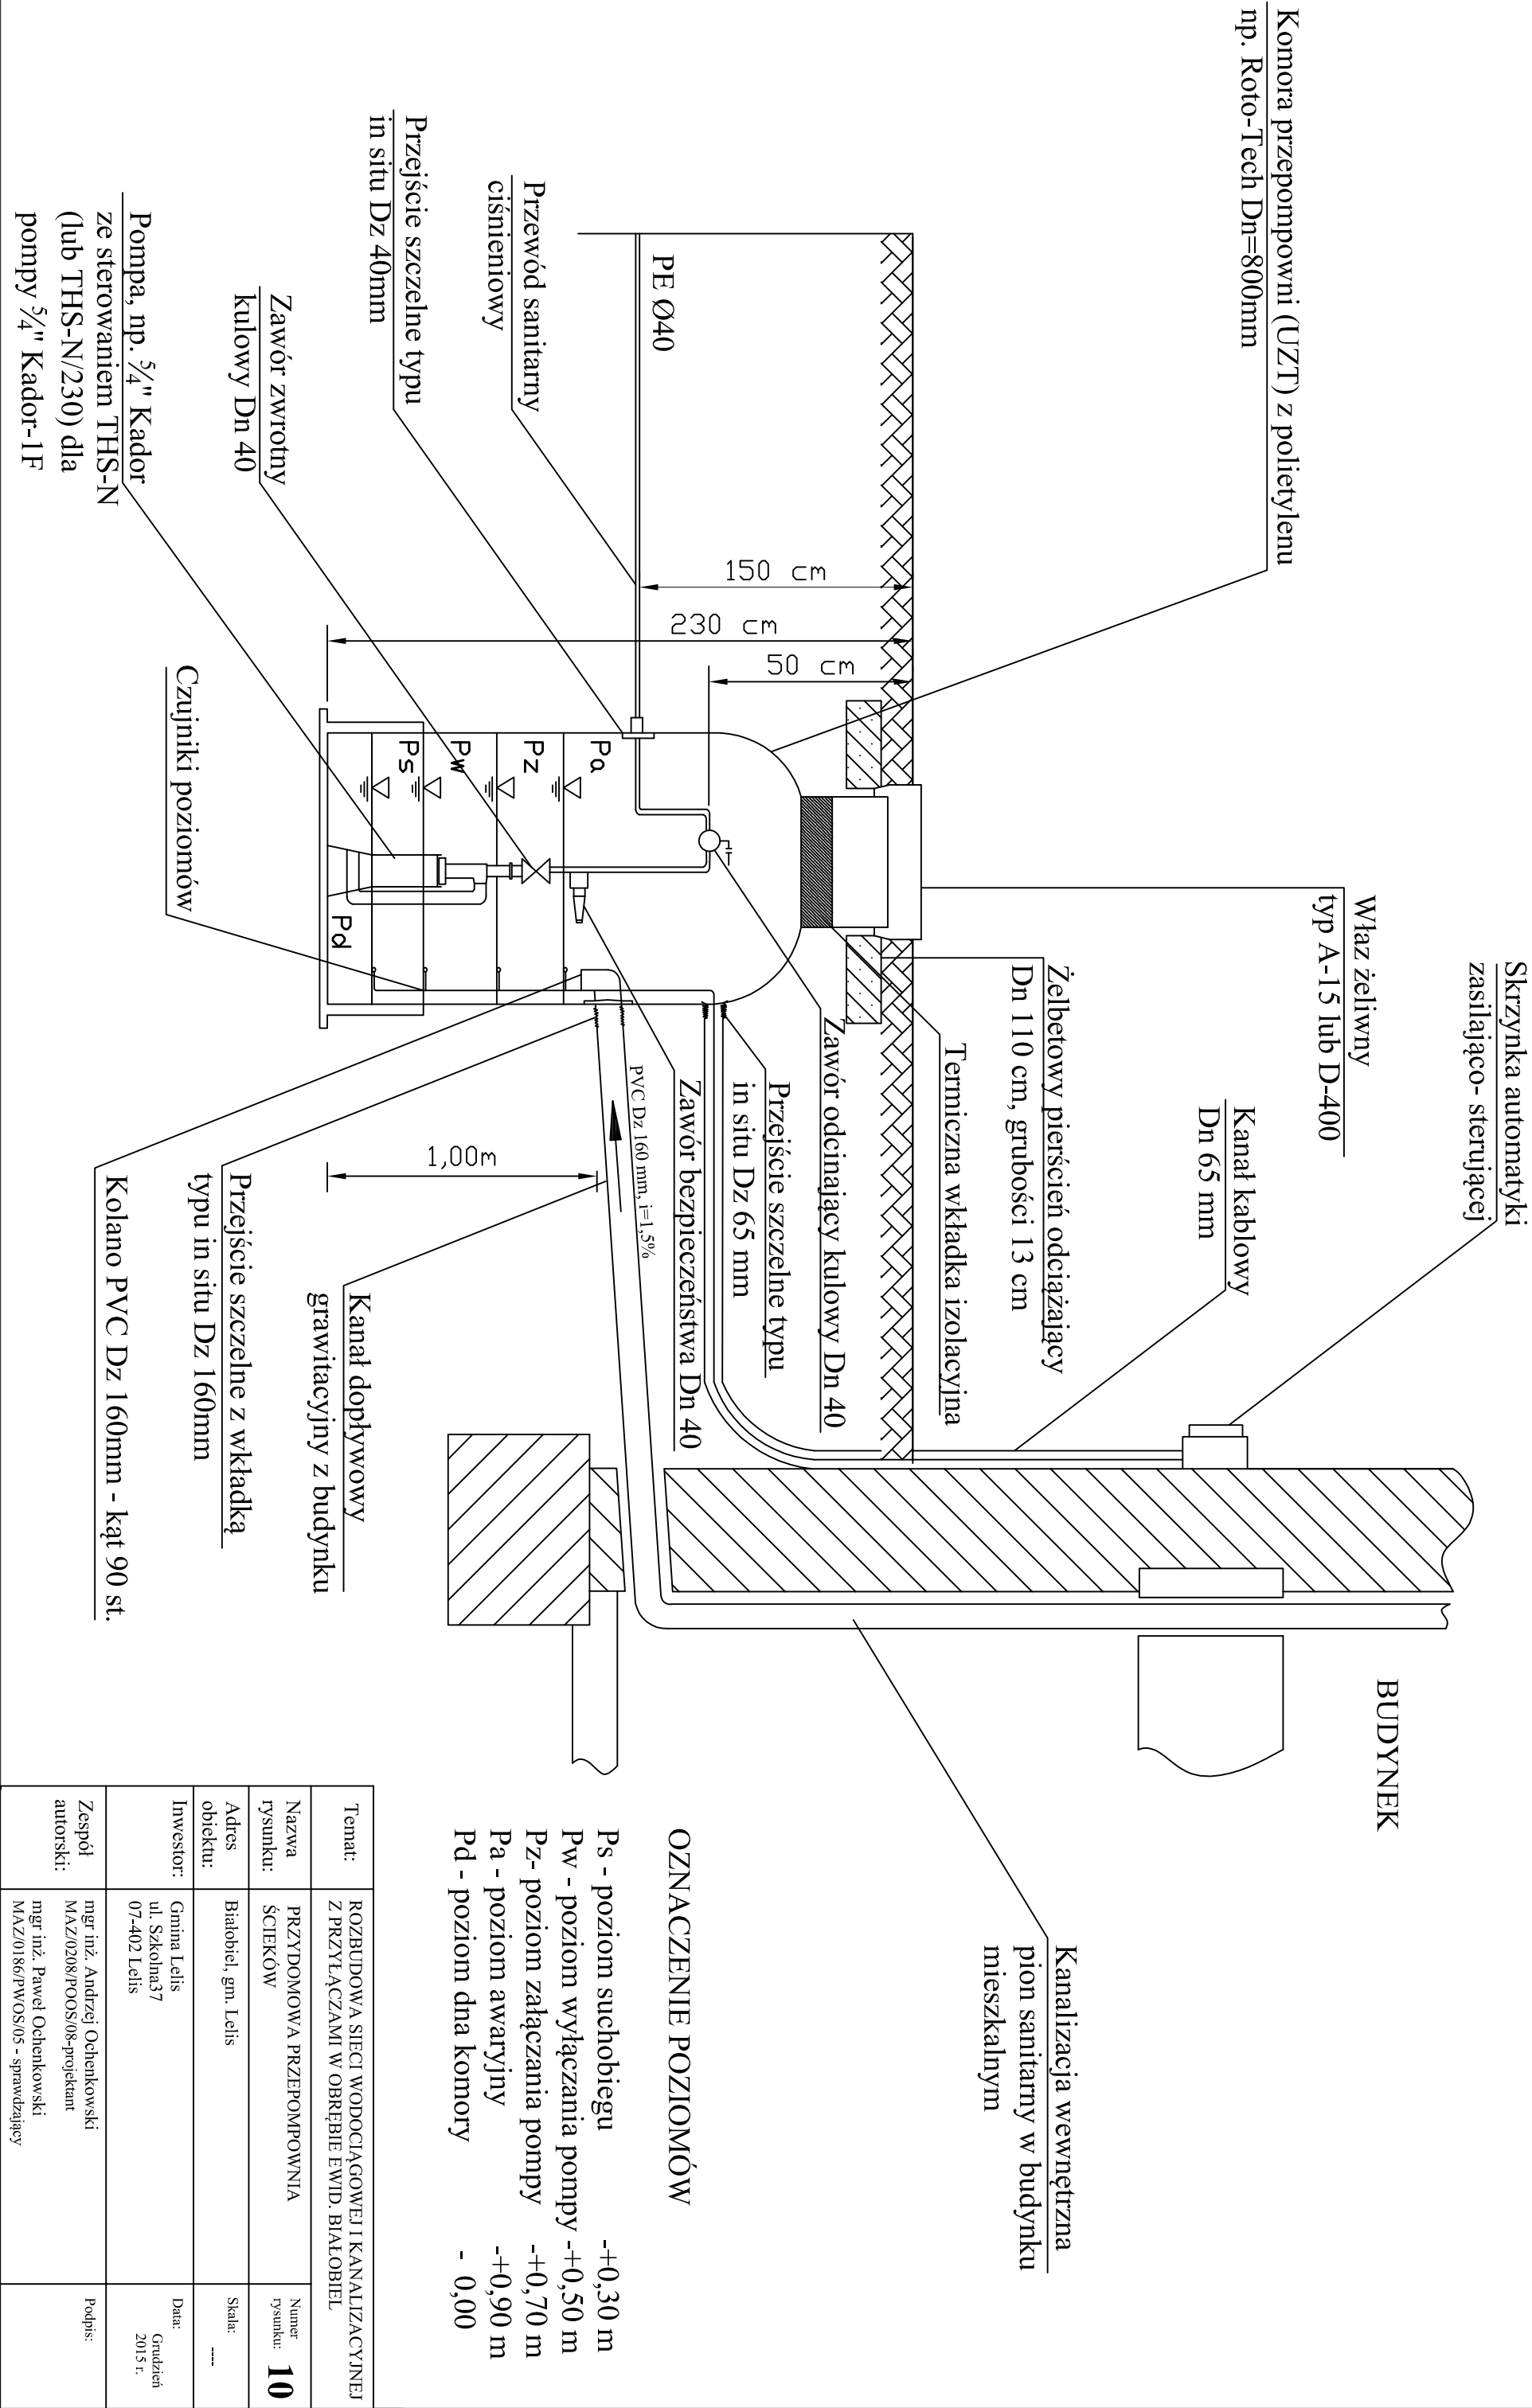 Skrzynka automatyki
zasilająco- sterującej
Właz żeliwny
typ A-15 lub D-400
Kanał kablowy
Dn 65 mm
BUDYNEK
Komora przepompowni (UZT) z polietylenu
np. Roto-Tech Dn=800mm
Żelbetowy pierścień odciążający
Dn 110 cm, grubości 13 cm
Termiczna wkładka izolacyjna
Zawór odcinający kulowy Dn 40
Przejście szczelne typu
in situ Dz 65 mm
Zawór bezpieczeństwa Dn 40
PVC Dz 160 mm, i=1,5%
Kanalizacja wewnętrzna
pion sanitarny w budynku
mieszkalnym
PE Ø40
150 cm
230 cm
50 cm
1,00m
Przewód sanitarny
ciśnieniowy
Przejście szczelne typu
in situ Dz 40mm
Zawór zwrotny
kulowy Dn 40
Pompa, np. 5/4" Kador
ze sterowaniem THS-N
(lub THS-N/230) dla
pompy 5/4" Kador-1F
Pa
Pz
Pw
Ps
Pd
Czujniki poziomów
Kanał dopływowy
grawitacyjny z budynku
Przejście szczelne z wkładką
typu in situ Dz 160mm
Kolano PVC Dz 160mm - kąt 90 st.
OZNACZENIE POZIOMÓW
Ps - poziom suchobiegu -+0,30 m
Pw - poziom wyłączania pompy -+0,50 m
Pz- poziom załączania pompy -+0,70 m
Pa - poziom awaryjny -+0,90 m
Pd - poziom dna komory - 0,00
Temat:
ROZBUDOWA SIECI WODOCIĄGOWEJ I KANALIZACYJNEJ
Z PRZYŁĄCZAMI W OBRĘBIE EWID. BIAŁOBIEL
Nazwa
rysunku:
PRZYDOMOWA PRZEPOMPOWNIA
ŚCIEKÓW
Numer
rysunku:
10
Adres
obiektu:
Białobiel, gm. Lelis
Skala:
----
Inwestor:
Gmina Lelis
ul. Szkolna37
07-402 Lelis
Data:
Grudzień
2015 r.
Zespół
autorski:
mgr inż. Andrzej Ochenkowski
MAZ/0208/POOS/08-projektant
mgr inż. Paweł Ochenkowski
MAZ/0186/PWOS/05 - sprawdzający
Podpis: